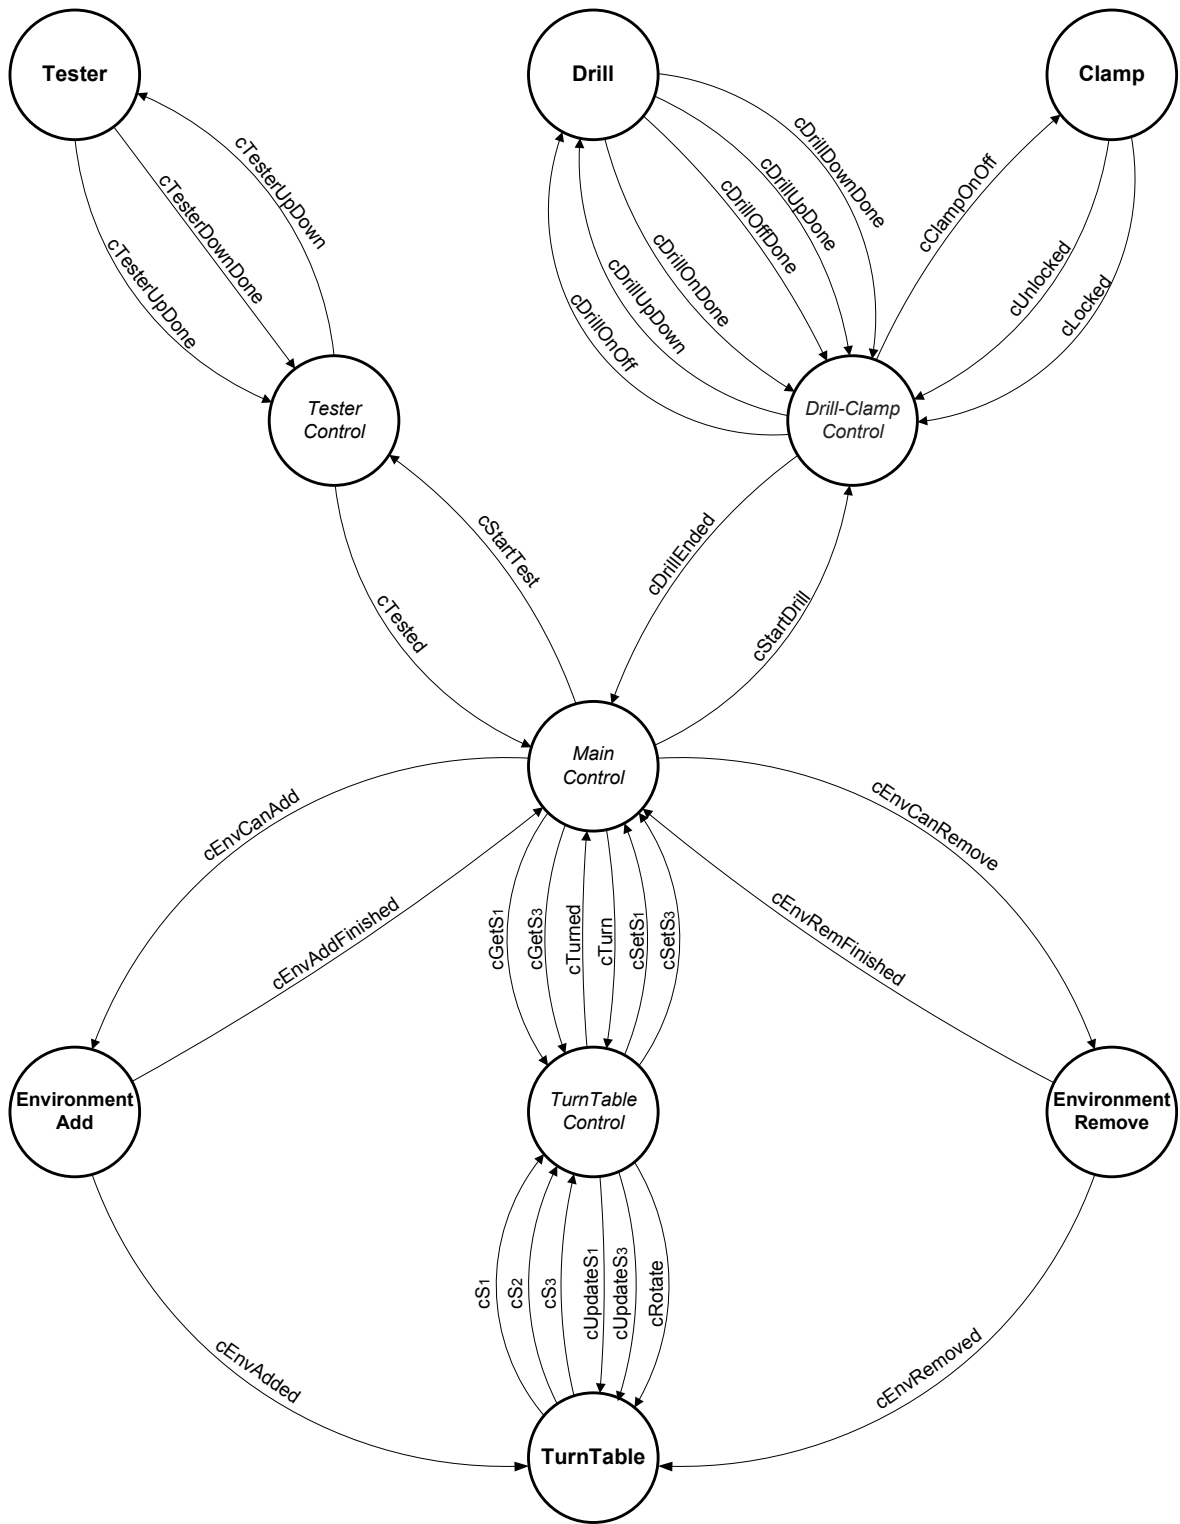 Tester
Drill
Clamp
cTesterUpDown
cTesterDownDone
cTesterUpDone
cDrillDownDone
cDrillUpDone
cDrillOffDone
cDrillOnDone
cDrillUpDown
cDrillOnOff
cClampOnOff
cUnlocked
cLocked
Tester
Control
Drill-Clamp
Control
cStartTest
cTested
cDrillEnded
cStartDrill
Main
Control
cEnvCanAdd
cEnvAddFinished
cGetS1
cGetS3
cTurned
cTurn
cSetS1
cSetS3
cEnvCanRemove
cEnvRemFinished
Environment
Add
TurnTable
Control
Environment
Remove
cS1
cS2
cS3
cUpdateS1
cUpdateS3
cRotate
cEnvAdded
cEnvRemoved
TurnTable